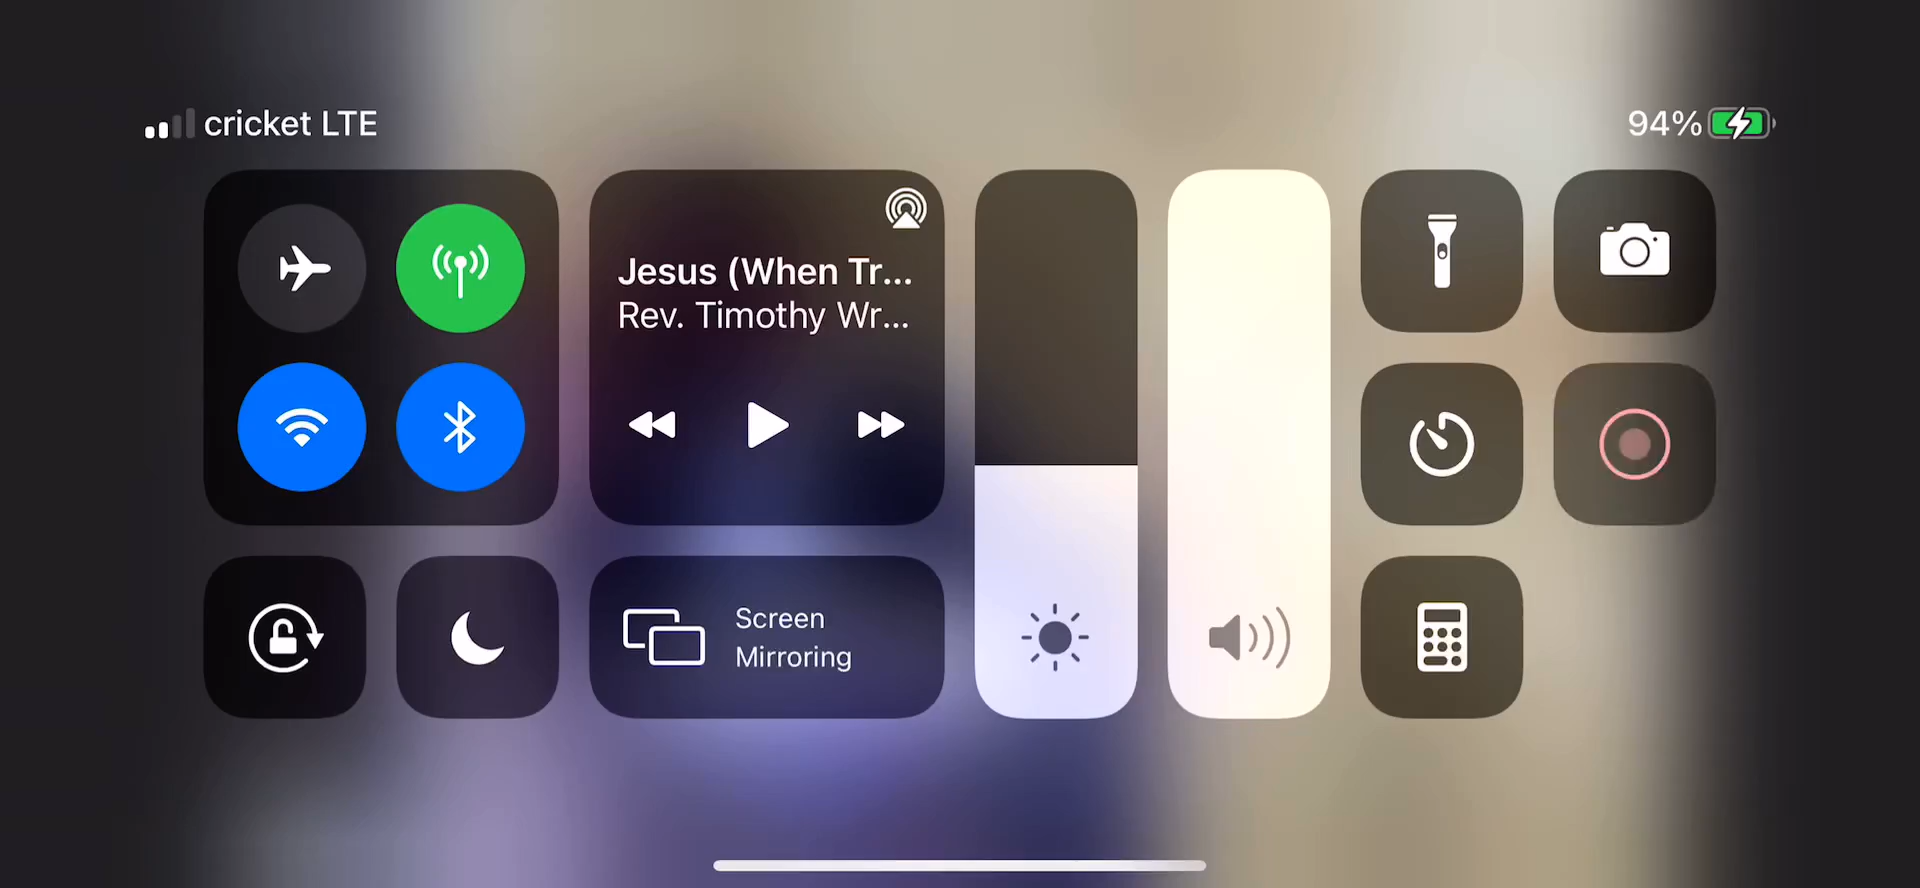 cricket LTE
94%
Jesus (When Tr...
Rev. Timothy Wr...
Screen
Mirroring